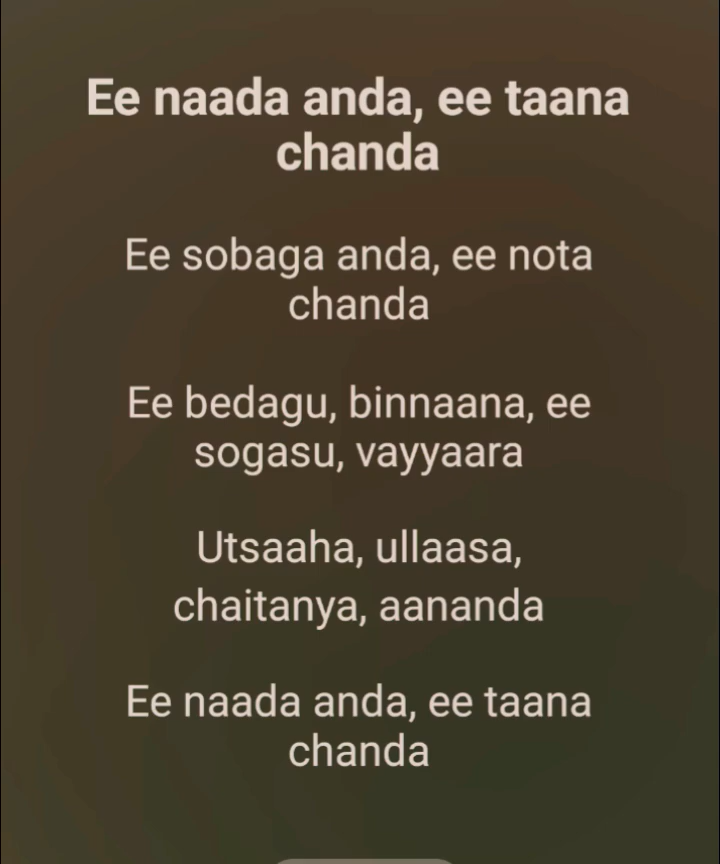 Ee naada anda, ee taana
chanda
Ee sobaga anda, ee nota
chanda
Ee bedagu, binnaana, ee
sogasu, vayyaara
Utsaaha, ullaasa,
chaitanya, aananda
Ee naada anda, ee taana
chanda